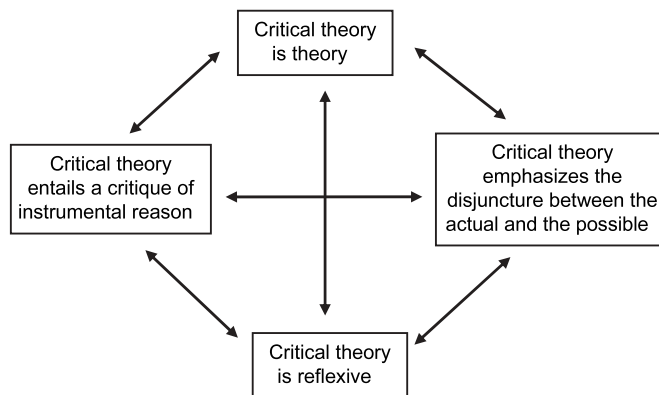 Critical theory
is theory
Critical theory
entails a critique of
instrumental reason
Critical theory
emphasizes the
disjuncture between the
actual and the possible
Critical theory
is reflexive